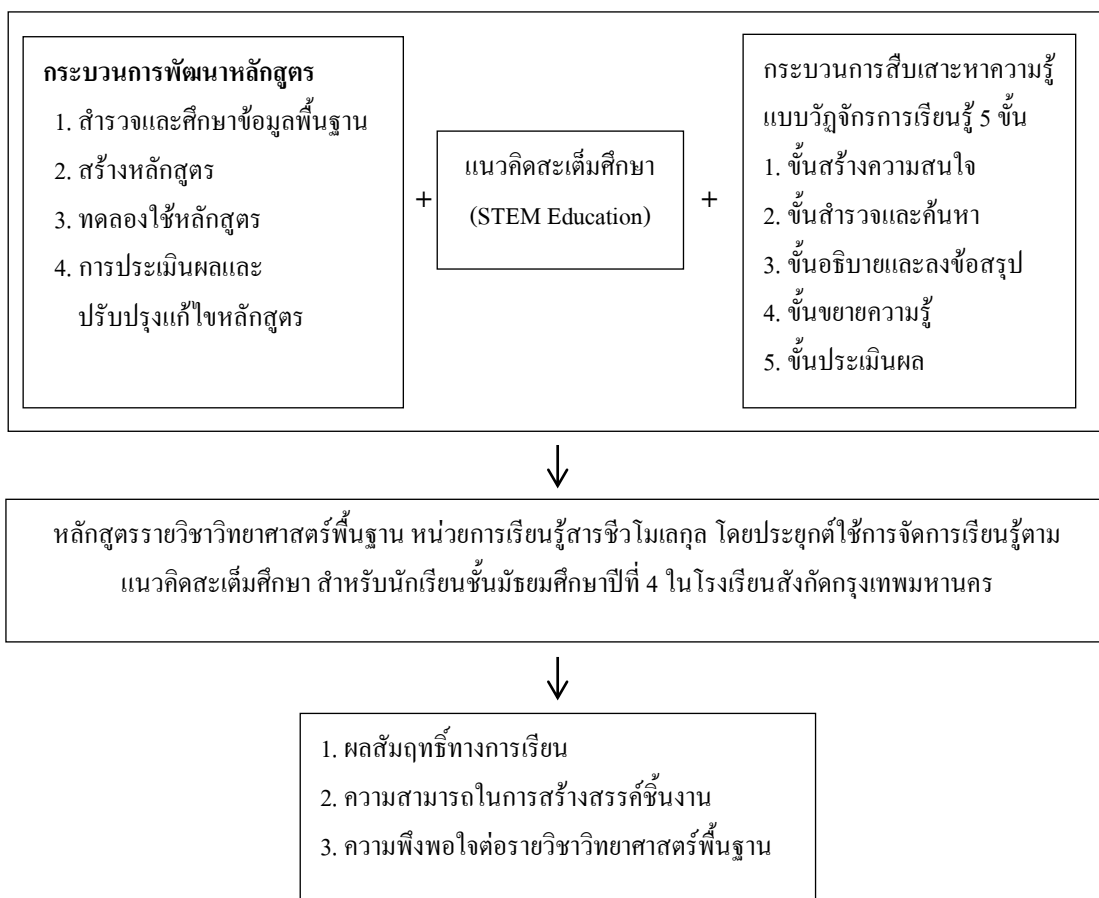 กระบวนการพัฒนาหลักสูตร
1. สำรวจและศึกษาข้อมูลพื้นฐาน
2. สร้างหลักสูตร
3. ทดลองใช้หลักสูตร
4. การประเมินผลและ
ปรับปรุงแก้ไขหลักสูตร
+
แนวคิดสะเต็มศึกษา
(STEM Education)
+
กระบวนการสืบเสาะหาความรู้
แบบวัฏจักรการเรียนรู้ 5 ขั้น
1. ขั้นสร้างความสนใจ
2. ขั้นสำรวจและค้นหา
3. ขั้นอธิบายและลงข้อสรุป
4. ขั้นขยายความรู้
5. ขั้นประเมินผล
หลักสูตรรายวิชาวิทยาศาสตร์พื้นฐาน หน่วยการเรียนรู้สารชีวโมเลกุล โดยประยุกต์ใช้การจัดการเรียนรู้ตาม
แนวคิดสะเต็มศึกษา สำหรับนักเรียนชั้นมัธยมศึกษาปีที่ 4 ในโรงเรียนสังกัดกรุงเทพมหานคร
1. ผลสัมฤทธิ์ทางการเรียน
2. ความสามารถในการสร้างสรรค์ชิ้นงาน
3. ความพึงพอใจต่อรายวิชาวิทยาศาสตร์พื้นฐาน